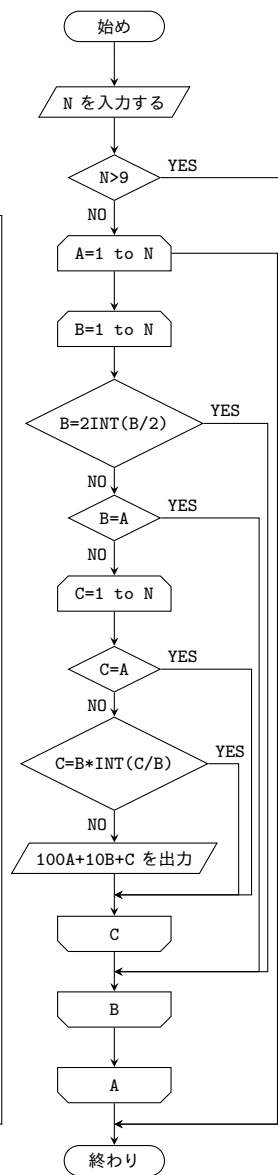 始め
N を入力する
N>9
YES
NO
A=1 to N
B=1 to N
B=2INT(B/2)
YES
NO
B=A
YES
NO
C=1 to N
C=A
YES
NO
C=B*INT(C/B)
YES
NO
100A+10B+C を出力
C
B
A
終わり